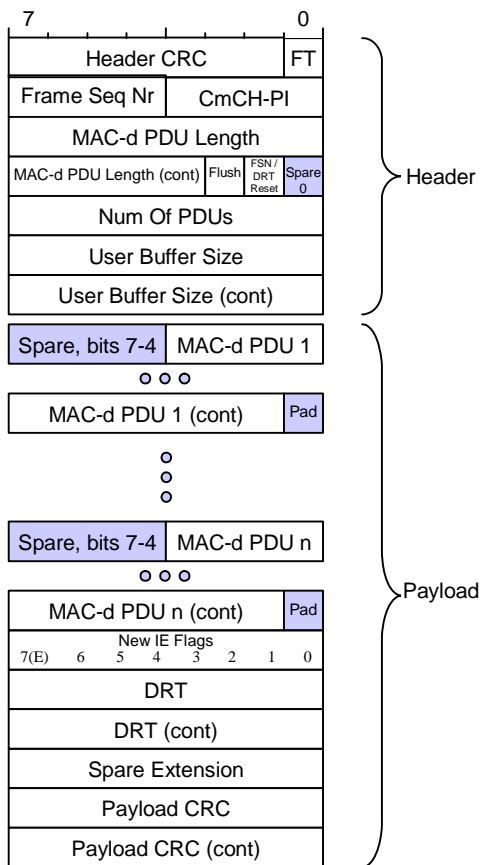 7 0
Header CRC FT
Frame Seq Nr CmCH-PI
MAC-d PDU Length
MAC-d PDU Length (cont) Flush FSN / DRT Reset Spare 0
Header
Num Of PDUs
User Buffer Size
User Buffer Size (cont)
Spare, bits 7-4 MAC-d PDU 1
MAC-d PDU 1 (cont) Pad
Spare, bits 7-4 MAC-d PDU n
Payload
MAC-d PDU n (cont) Pad
New IE Flags
7(E) 6 5 4 3 2 1 0
DRT
DRT (cont)
Spare Extension
Payload CRC
Payload CRC (cont)